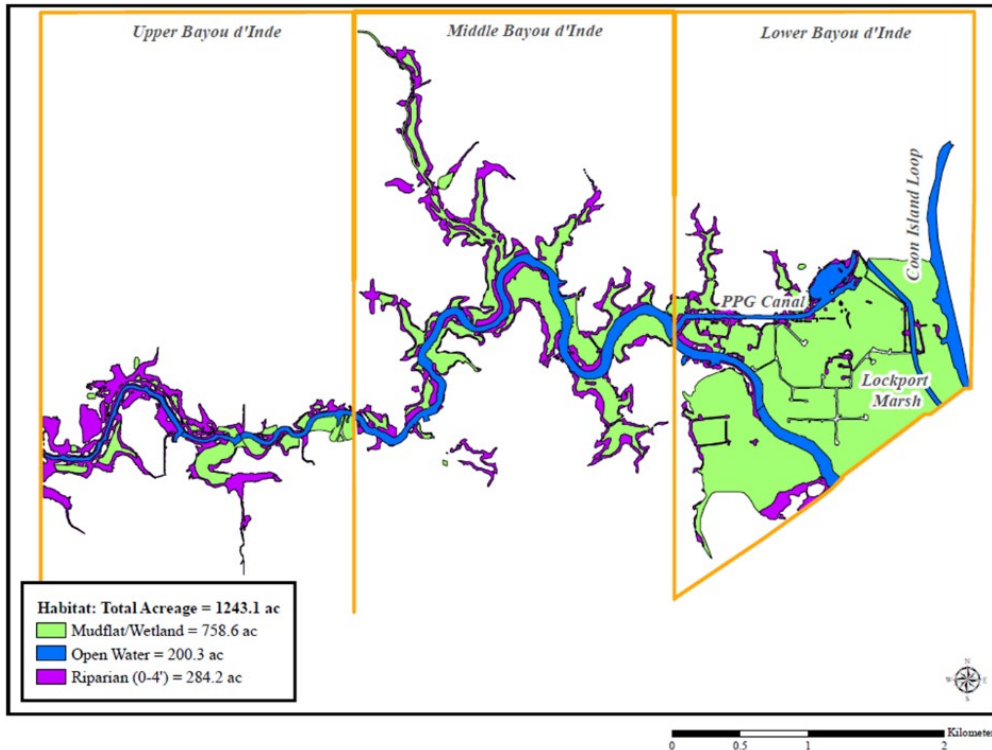 Upper Bayou d'Inde
Middle Bayou d'Inde
Lower Bayou d'Inde
Coon Island Loop
PPG Canal
Lockport
Marsh
Habitat: Total Acreage = 1243.1 ac
Mudflat/Wetland = 758.6 ac
Open Water = 200.3 ac
Riparian (0-4') = 284.2 ac
N
W E
S
Kilometer
0 0.5 1 2